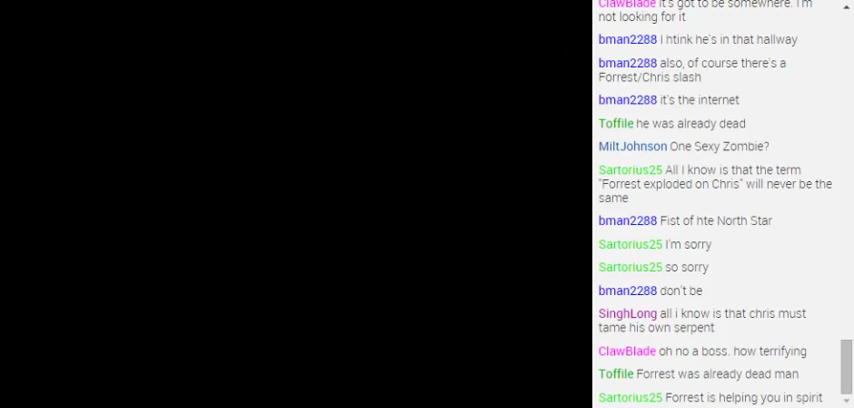 ClawBlade it's got to be somewhere. I'm
not looking for it
bman2288 I htink he's in that hallway
bman2288 also, of course there's a
Forrest/Chris slash
bman2288 it's the internet
Toffile he was already dead
MiltJohnson One Sexy Zombie?
Sartorius25 All I know is that the term
"Forrest exploded on Chris" will never be the
same
bman2288 Fist of hte North Star
Sartorius25 I'm sorry
Sartorius25 so sorry
bman2288 don't be
SinghLong all i know is that chris must
tame his own serpent
ClawBlade oh no a boss. how terrifying
Toffile Forrest was already dead man
Sartorius25 Forrest is helping you in spirit